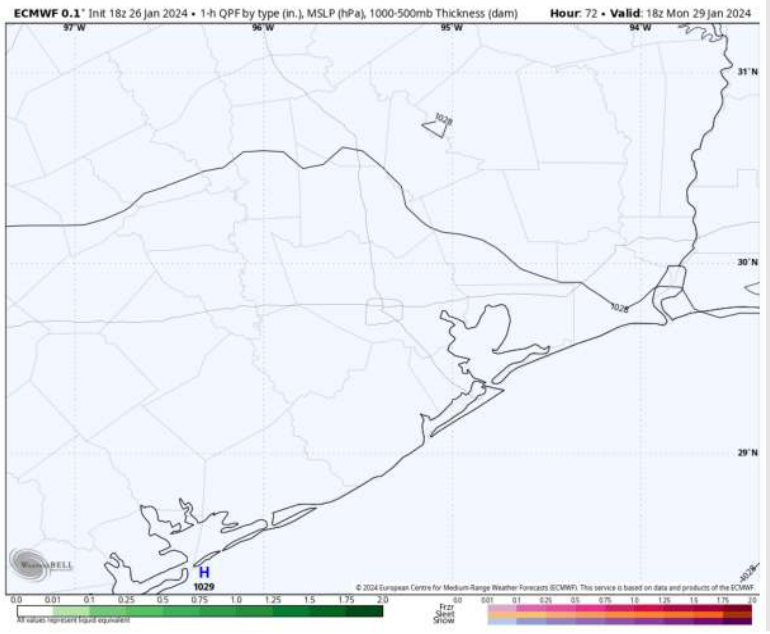 ECMWF 0.1° Init 18z 26 Jan 2024 • 1-h QPF by type (in.), MSLP (hPa), 1000-500mb Thickness (dam) Hour: 72 • Valid: 18z Mon 29 Jan 2024
97°W 96°W 95°W 94°W
31°N
1028
30°N
1028
29°N
WEATHERBELL
H
1029
1028
© 2024 European Centre for Medium-Range Weather Forecasts (ECMWF). This service is based on data and products of the ECMWF.
0.0 0.01 0.1 0.25 0.5 0.75 1.0 1.25 1.5 1.75 2.0
0.0 0.01 0.1 0.25 0.5 0.75 1.0 1.25 1.5 1.75 2.0
All values represent liquid equivalent
Frzr
Sleet
Snow